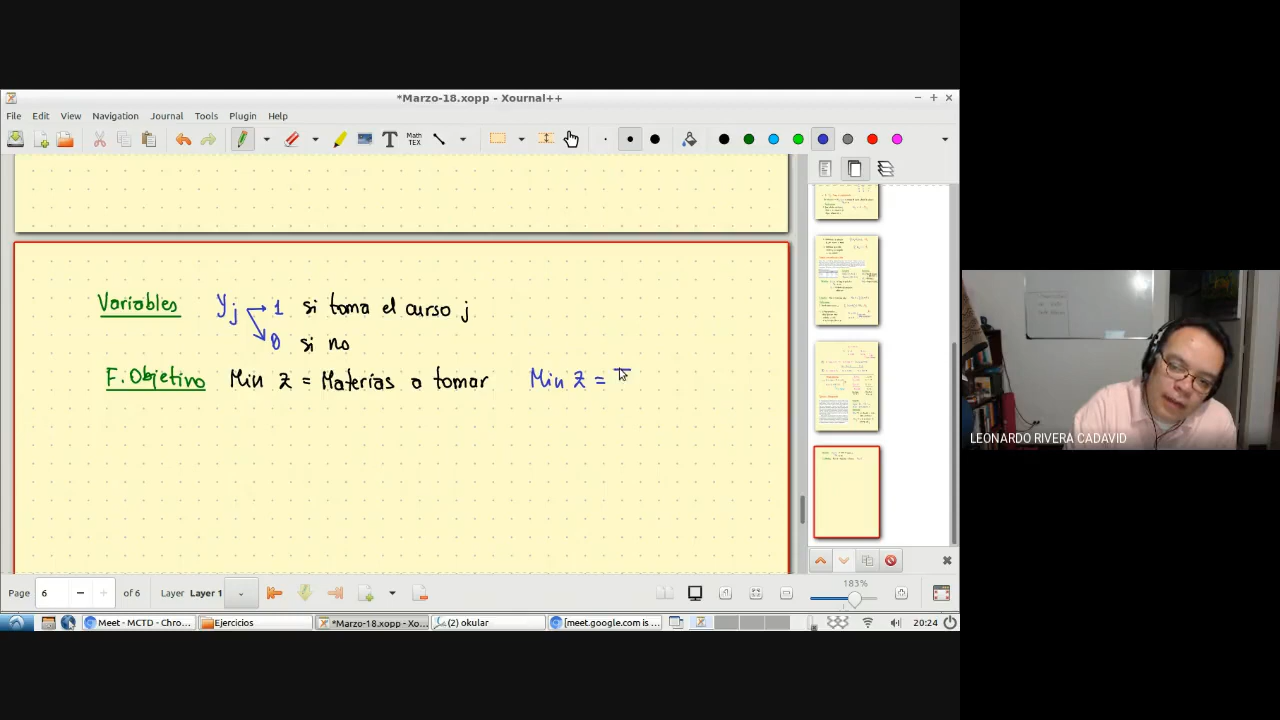 *Marzo-18.xopp - Xournal++
File Edit View Navigation Journal Tools Plugin Help
Math
TEX
Variables yj 1 si toma el curso j
0 si no
F. Objetivo Min z = Materias a tomar Min z =
LEONARDO RIVERA CADAVID
183%
Page 6 of 6 Layer Layer 1
Meet - MCTD - Chro... Ejercicios *Marzo-18.xopp - Xo... (2) okular [meet.google.com is ... 20:24